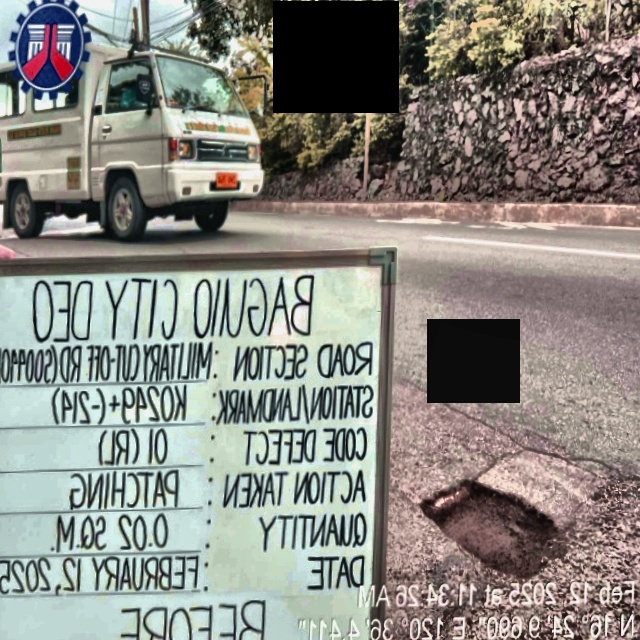 BAGUIO CITY DEO
ROAD SECTION : MILITARY CUT-OFF RD(S00440
STATION/LANDMARK: K0249+(-214)
CODE DEFECT : 01 (RL)
ACTION TAKEN : PATCHING
QUANTITY : 0.02 SQ.M.
DATE : FEBRUARY 12, 2025
BEFORE
Feb 12, 2025 at 11:34:26 AM
N 16° 24' 9.690", E 120° 36' 4.411"